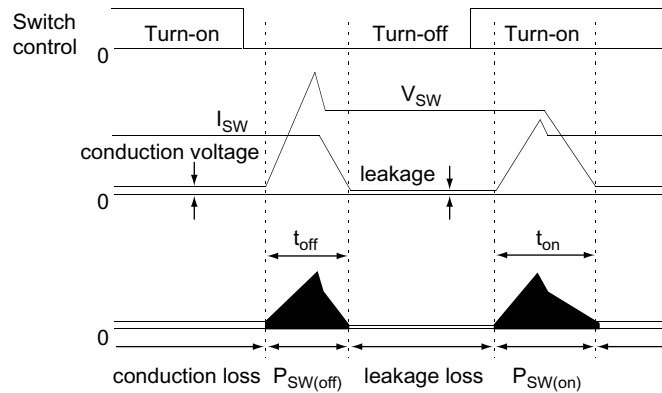 Switch
control
Turn-on
Turn-off
Turn-on
0
V_SW
I_SW
conduction voltage
leakage
0
t_off
t_on
0
conduction loss
P_SW(off)
leakage loss
P_SW(on)